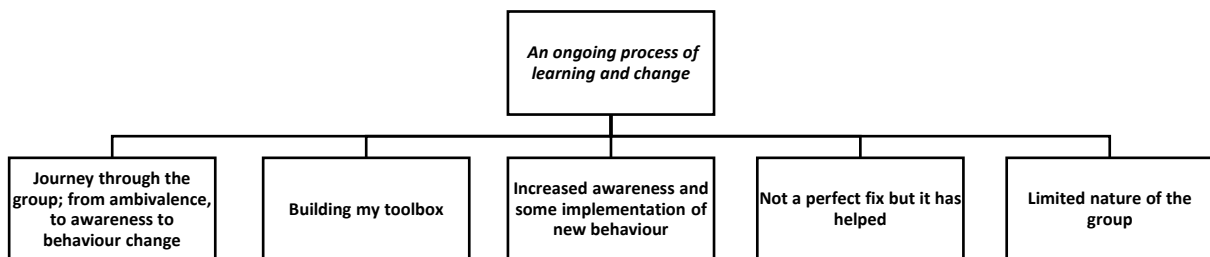 An ongoing process of
learning and change
Journey through the
group; from ambivalence,
to awareness to
behaviour change
Building my toolbox
Increased awareness and
some implementation of
new behaviour
Not a perfect fix but it has
helped
Limited nature of the
group